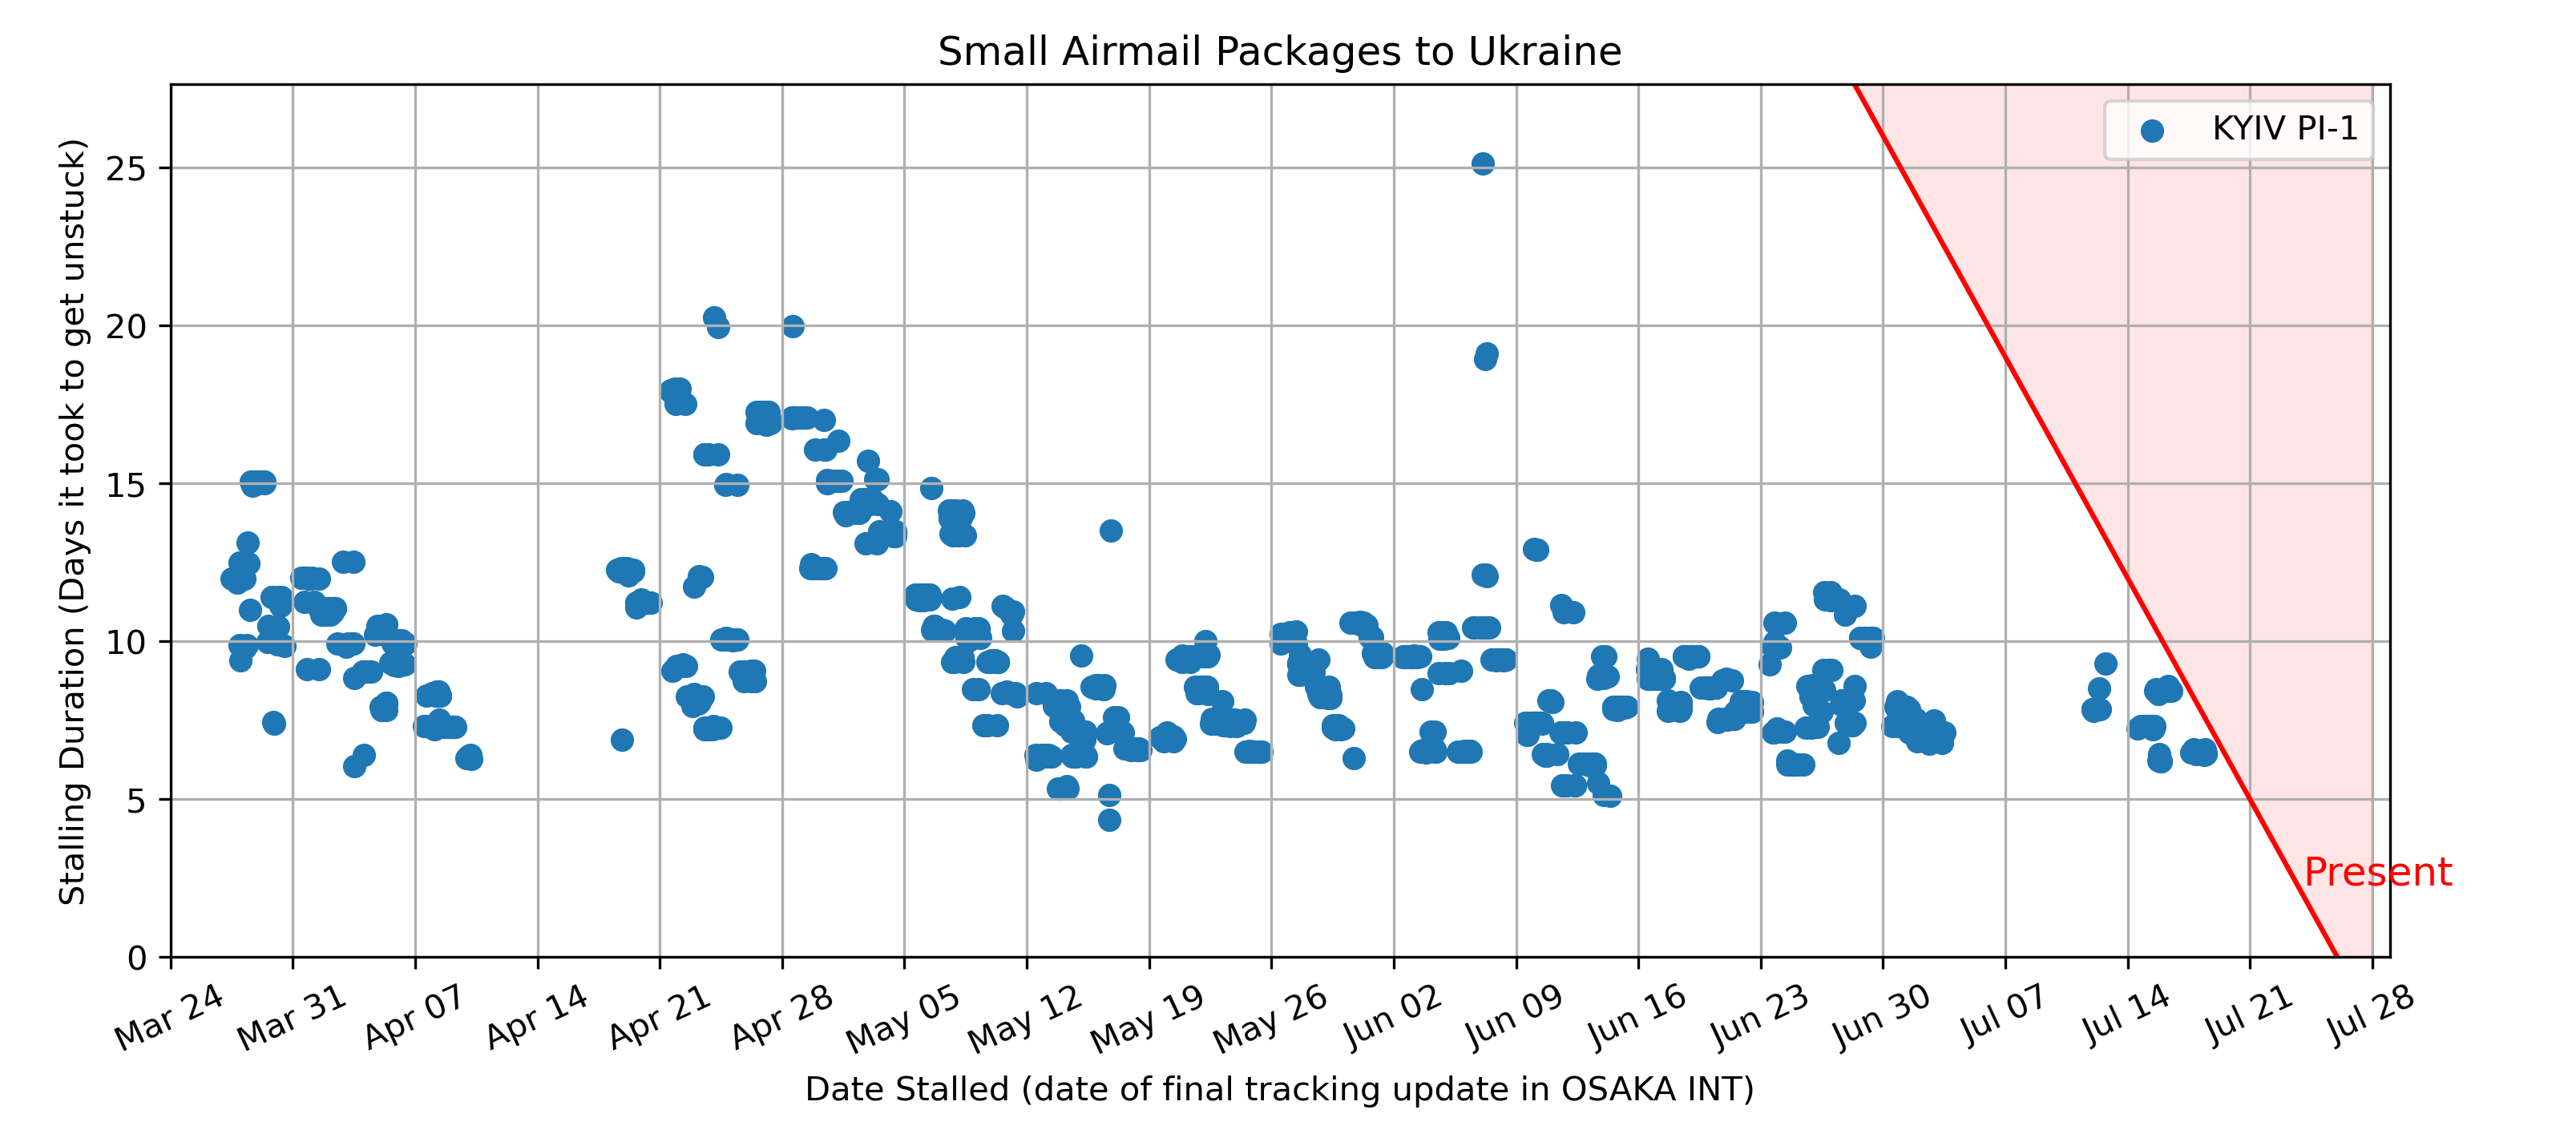 Small Airmail Packages to Ukraine
KYIV PI-1
Stalling Duration (Days it took to get unstuck)
25
20
15
10
5
0
Present
Mar 24
Mar 31
Apr 07
Apr 14
Apr 21
Apr 28
May 05
May 12
May 19
May 26
Jun 02
Jun 09
Jun 16
Jun 23
Jun 30
Jul 07
Jul 14
Jul 21
Jul 28
Date Stalled (date of final tracking update in OSAKA INT)